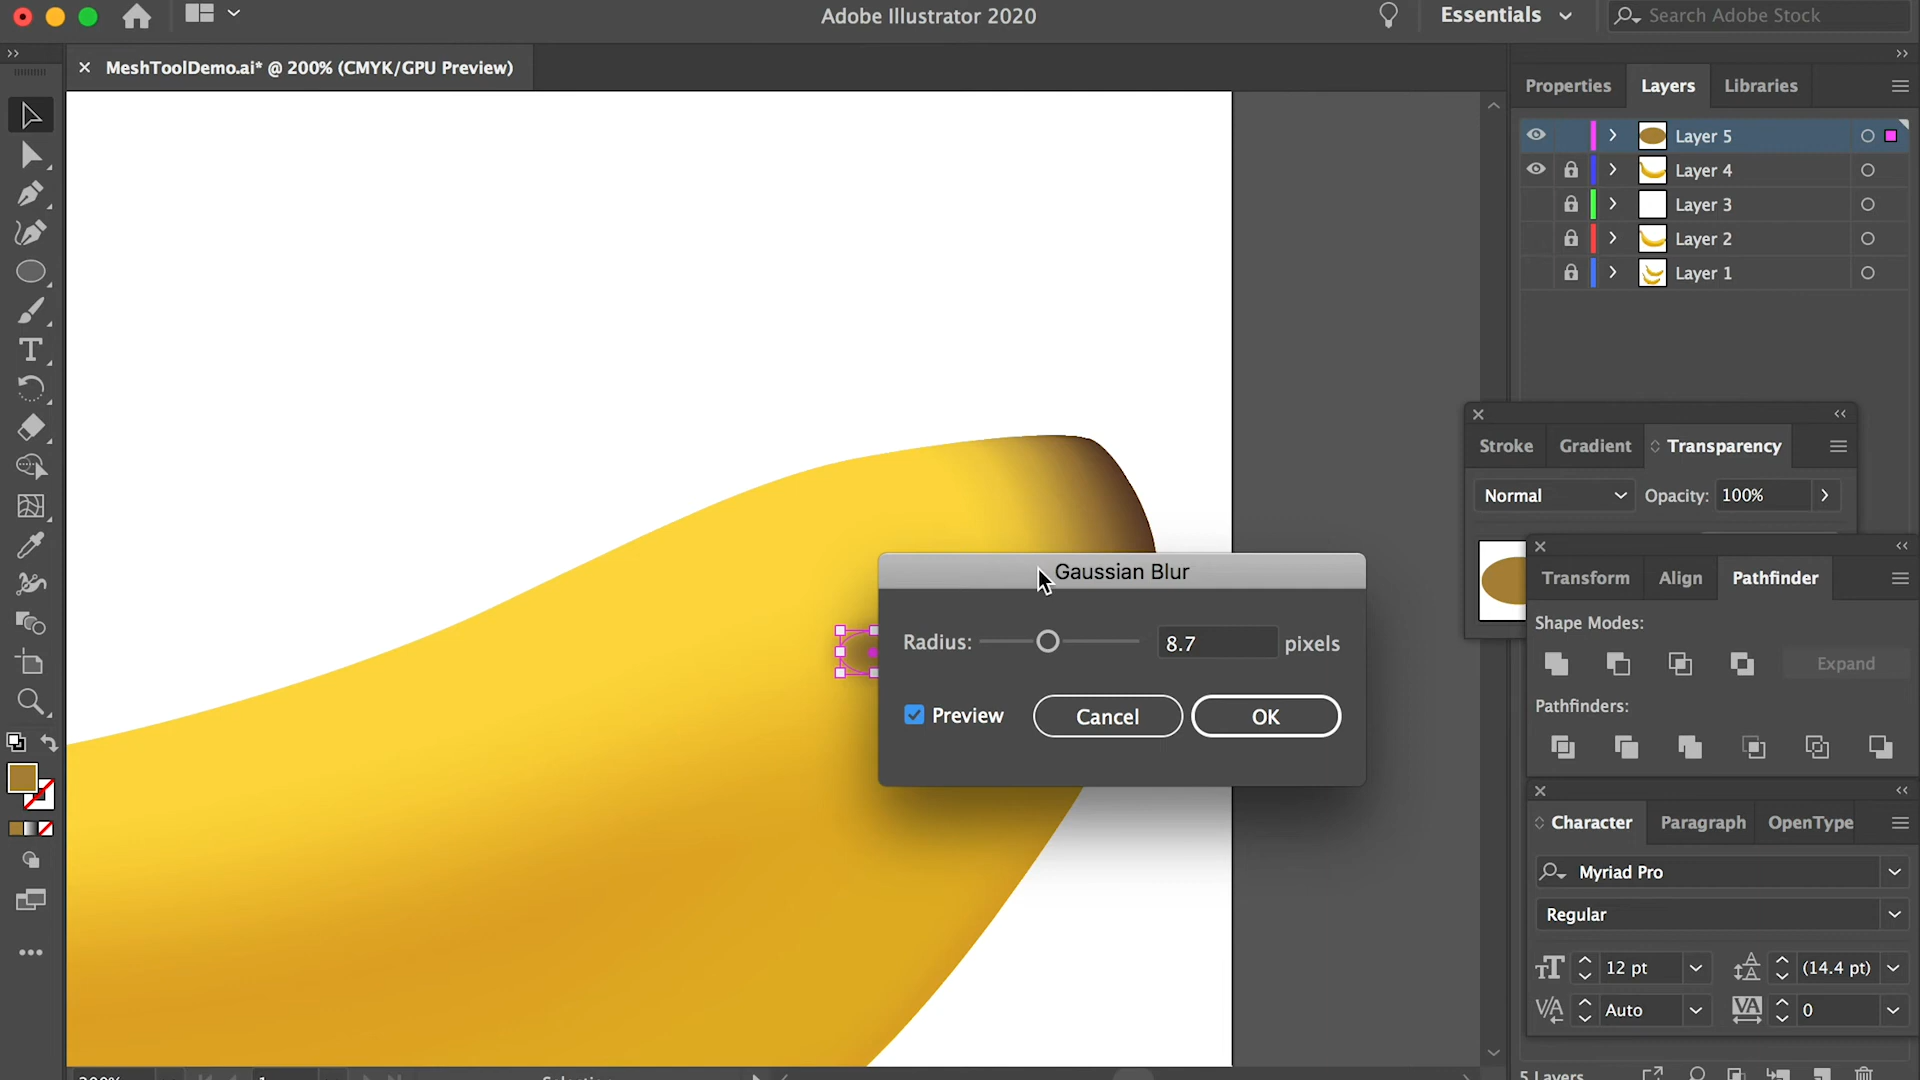 Adobe Illustrator 2020
Essentials
Search Adobe Stock
MeshToolDemo.ai* @ 200% (CMYK/GPU Preview)
Properties
Layers
Libraries
Layer 5
Layer 4
Layer 3
Layer 2
Layer 1
Stroke
Gradient
Transparency
Normal
Opacity: 100%
Gaussian Blur
Radius: 8.7 pixels
Preview
Cancel
OK
Transform
Align
Pathfinder
Shape Modes:
Expand
Pathfinders:
Character
Paragraph
OpenType
Myriad Pro
Regular
12 pt
(14.4 pt)
Auto
0
5 Layers